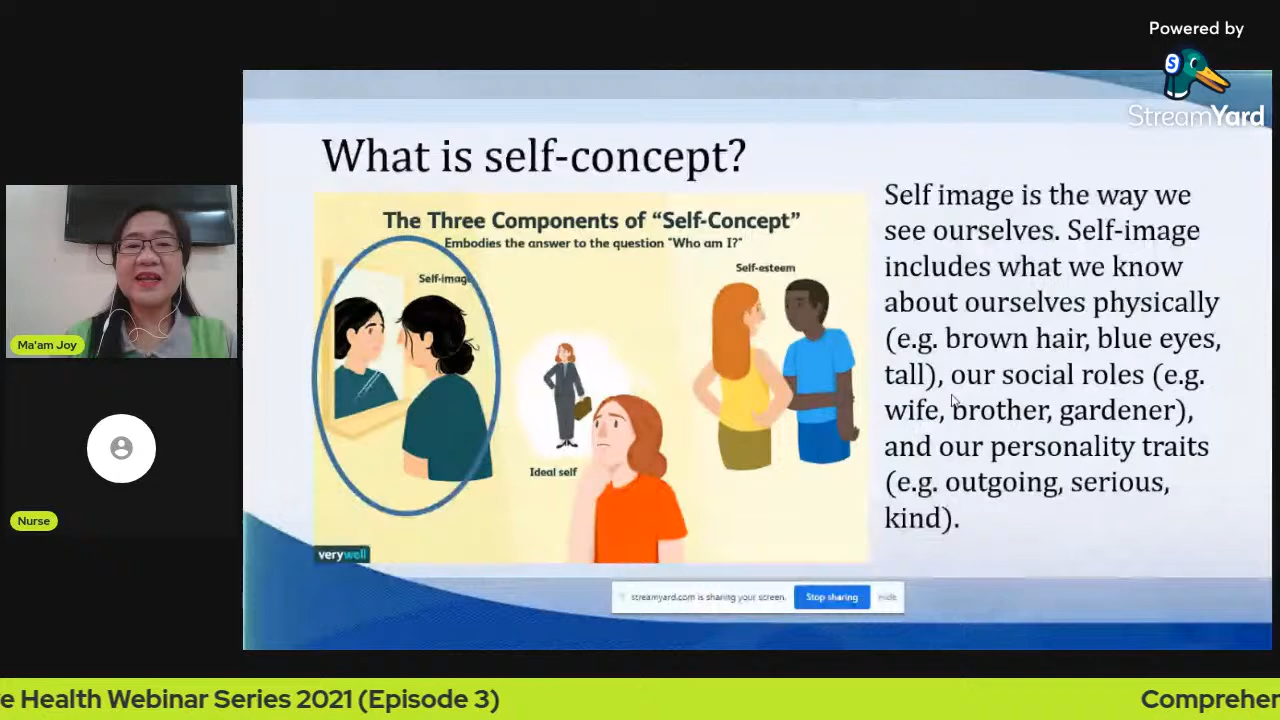 Powered by
StreamYard
What is self-concept?
The Three Components of “Self-Concept”
Embodies the answer to the question "Who am I?"
Self-image
Ideal self
Self-esteem
verywell
Self image is the way we
see ourselves. Self-image
includes what we know
about ourselves physically
(e.g. brown hair, blue eyes,
tall), our social roles (e.g.
wife, brother, gardener),
and our personality traits
(e.g. outgoing, serious,
kind).
streamyard.com is sharing your screen.
Stop sharing
Hide
Ma'am Joy
Nurse
e Health Webinar Series 2021 (Episode 3)
Comprehen